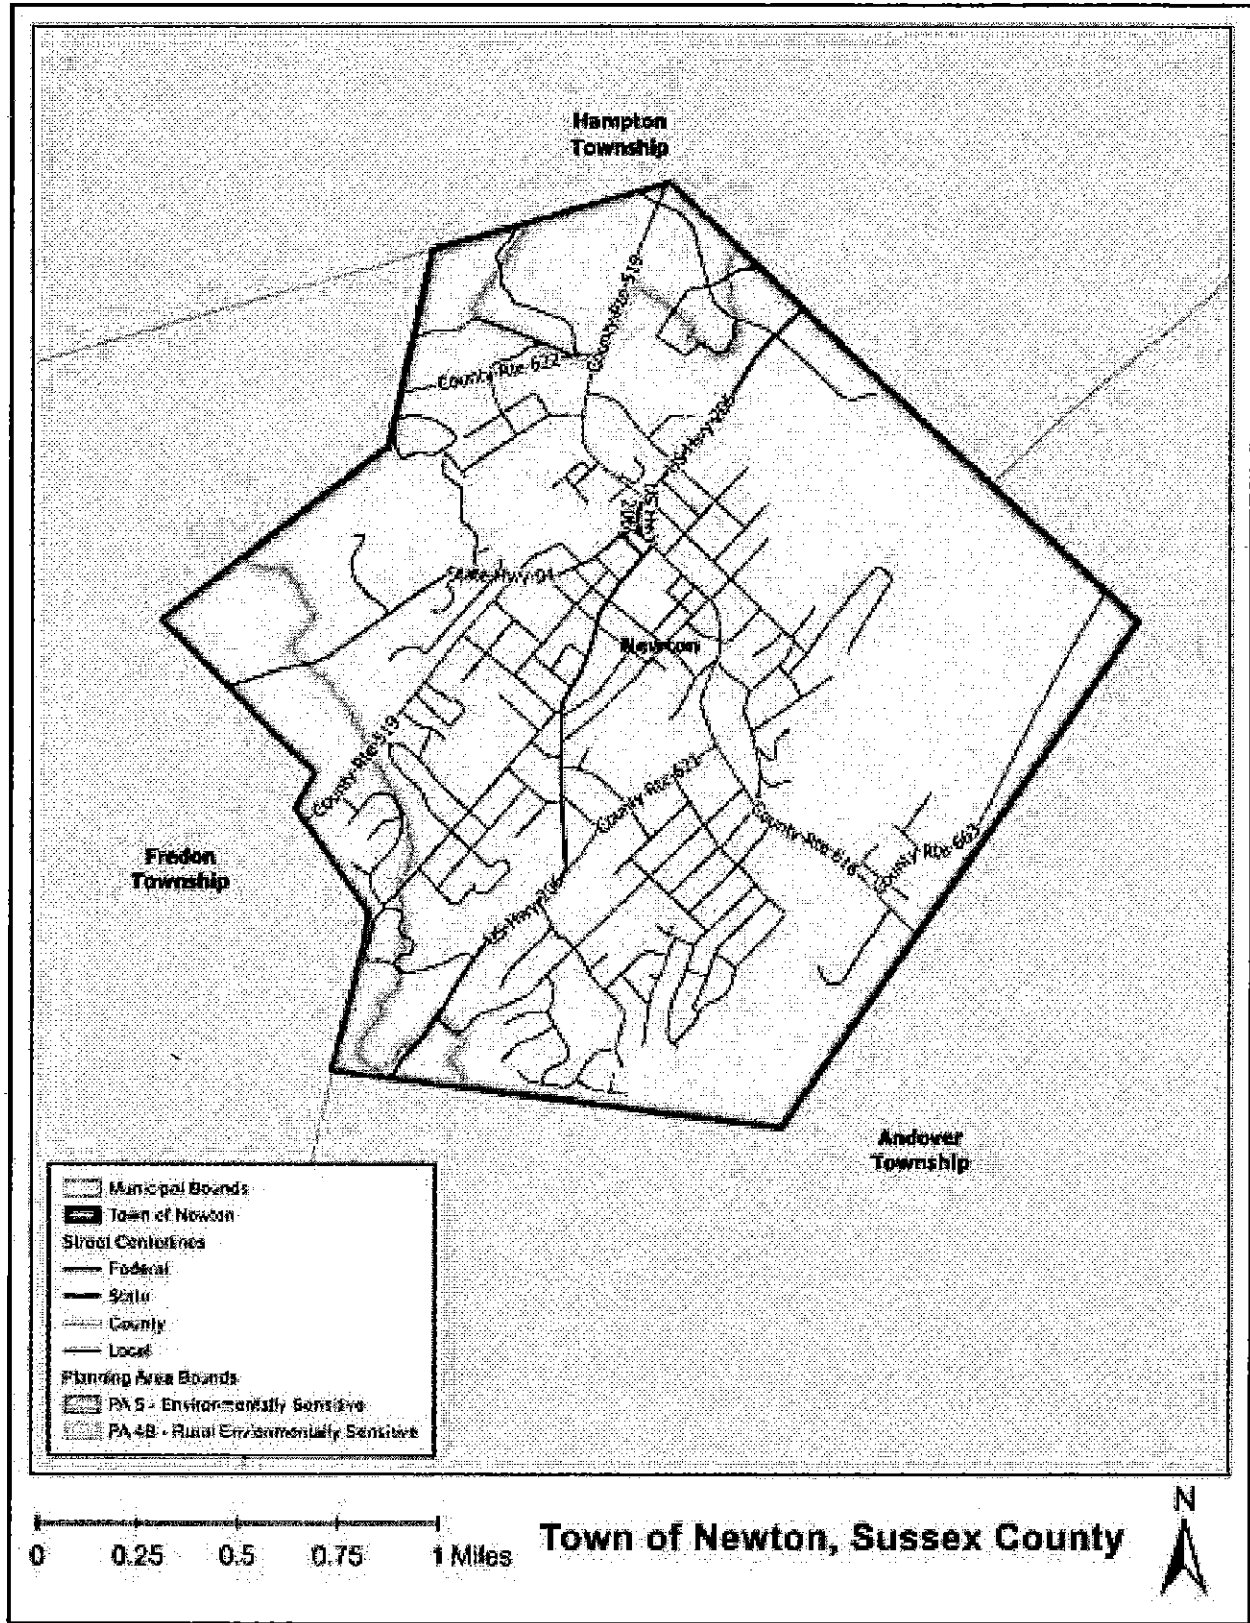 Hampton
Township
County Rte 519
County Rte 622
US Hwy 206
US Hwy
206
State Hwy 94
Newton
County Rte 519
County Rte 621
County Rte 616
County Rte 663
US Hwy 206
Fredon
Township
Andover
Township
Municipal Bounds
Town of Newton
Street Centerlines
Federal
State
County
Local
Planning Area Bounds
PA 5 - Environmentally Sensitive
PA 4B - Rural Environmentally Sensitive
0 0.25 0.5 0.75 1 Miles
Town of Newton, Sussex County
N